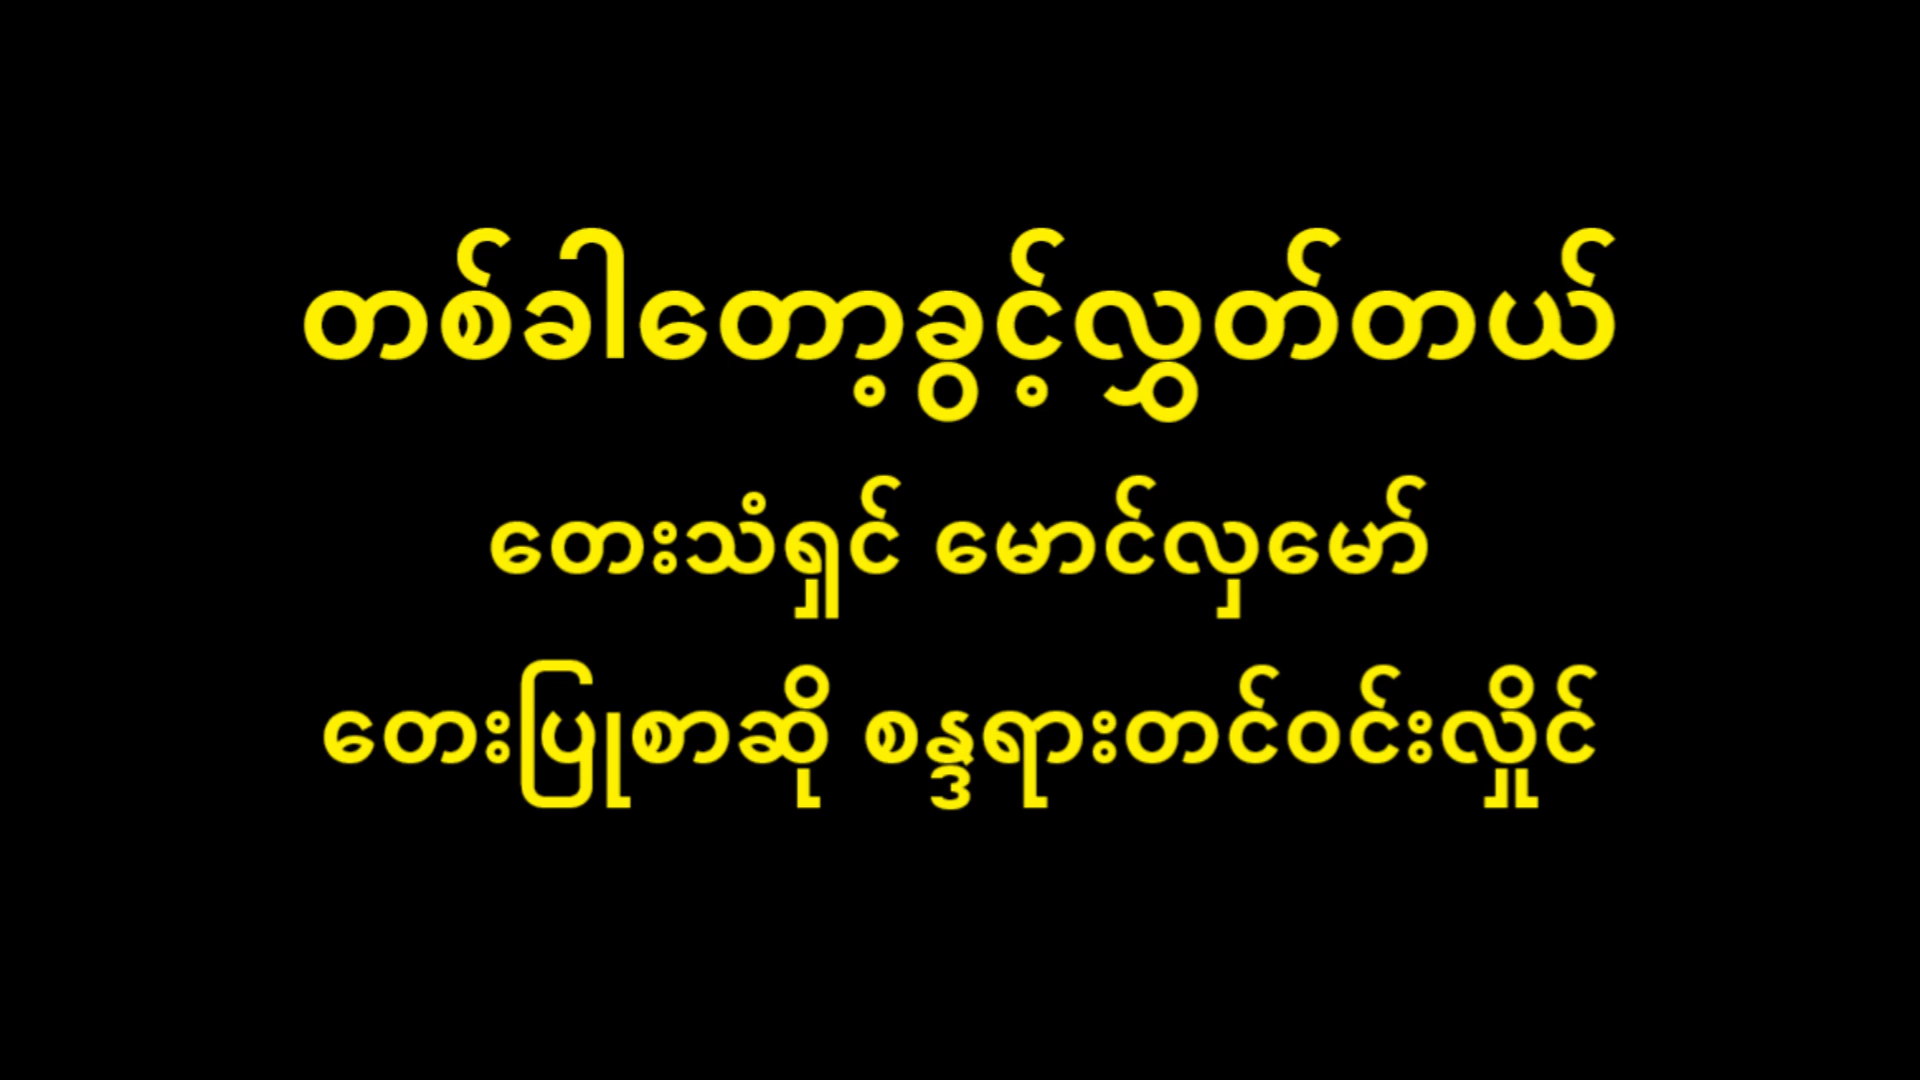 တစ်ခါတော့ခွင့်လွှတ်တယ်
တေးသံရှင် မောင်လှမော်
တေးပြုစာဆို စန္ဒရားတင်ဝင်းလှိုင်